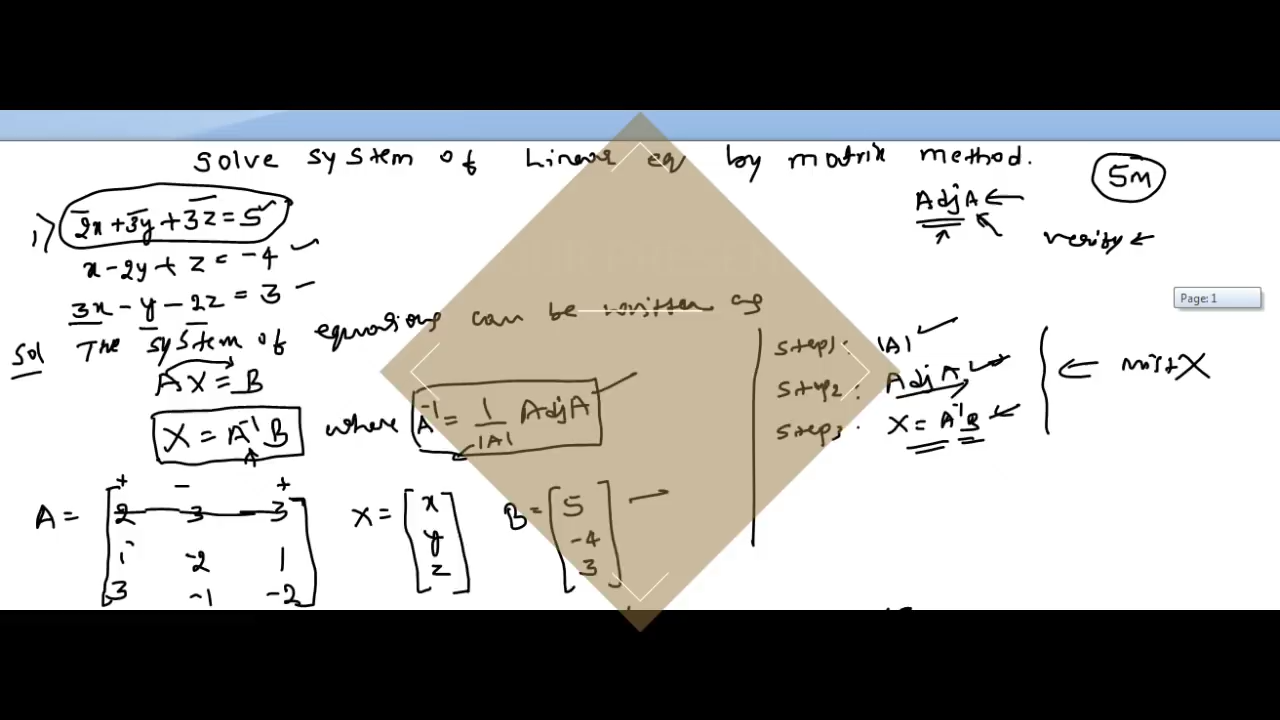 solve system of Linear eq by matrix method.
5m
AdjA ←
verify ←
1) 2x+3y+3z=5
x-2y+z=-4
3x-y-2z=3
Page: 1
Sol The system of equations can be written as
AX=B
X = A⁻¹B where A⁻¹ = 1/|A| AdjA
Step1: |A|
Step2: AdjA
Step3: X = A⁻¹B
+ - +
A = [2 3 3
1 -2 1
3 -1 -2]
X = [x
y
z]
B = [5
-4
3]